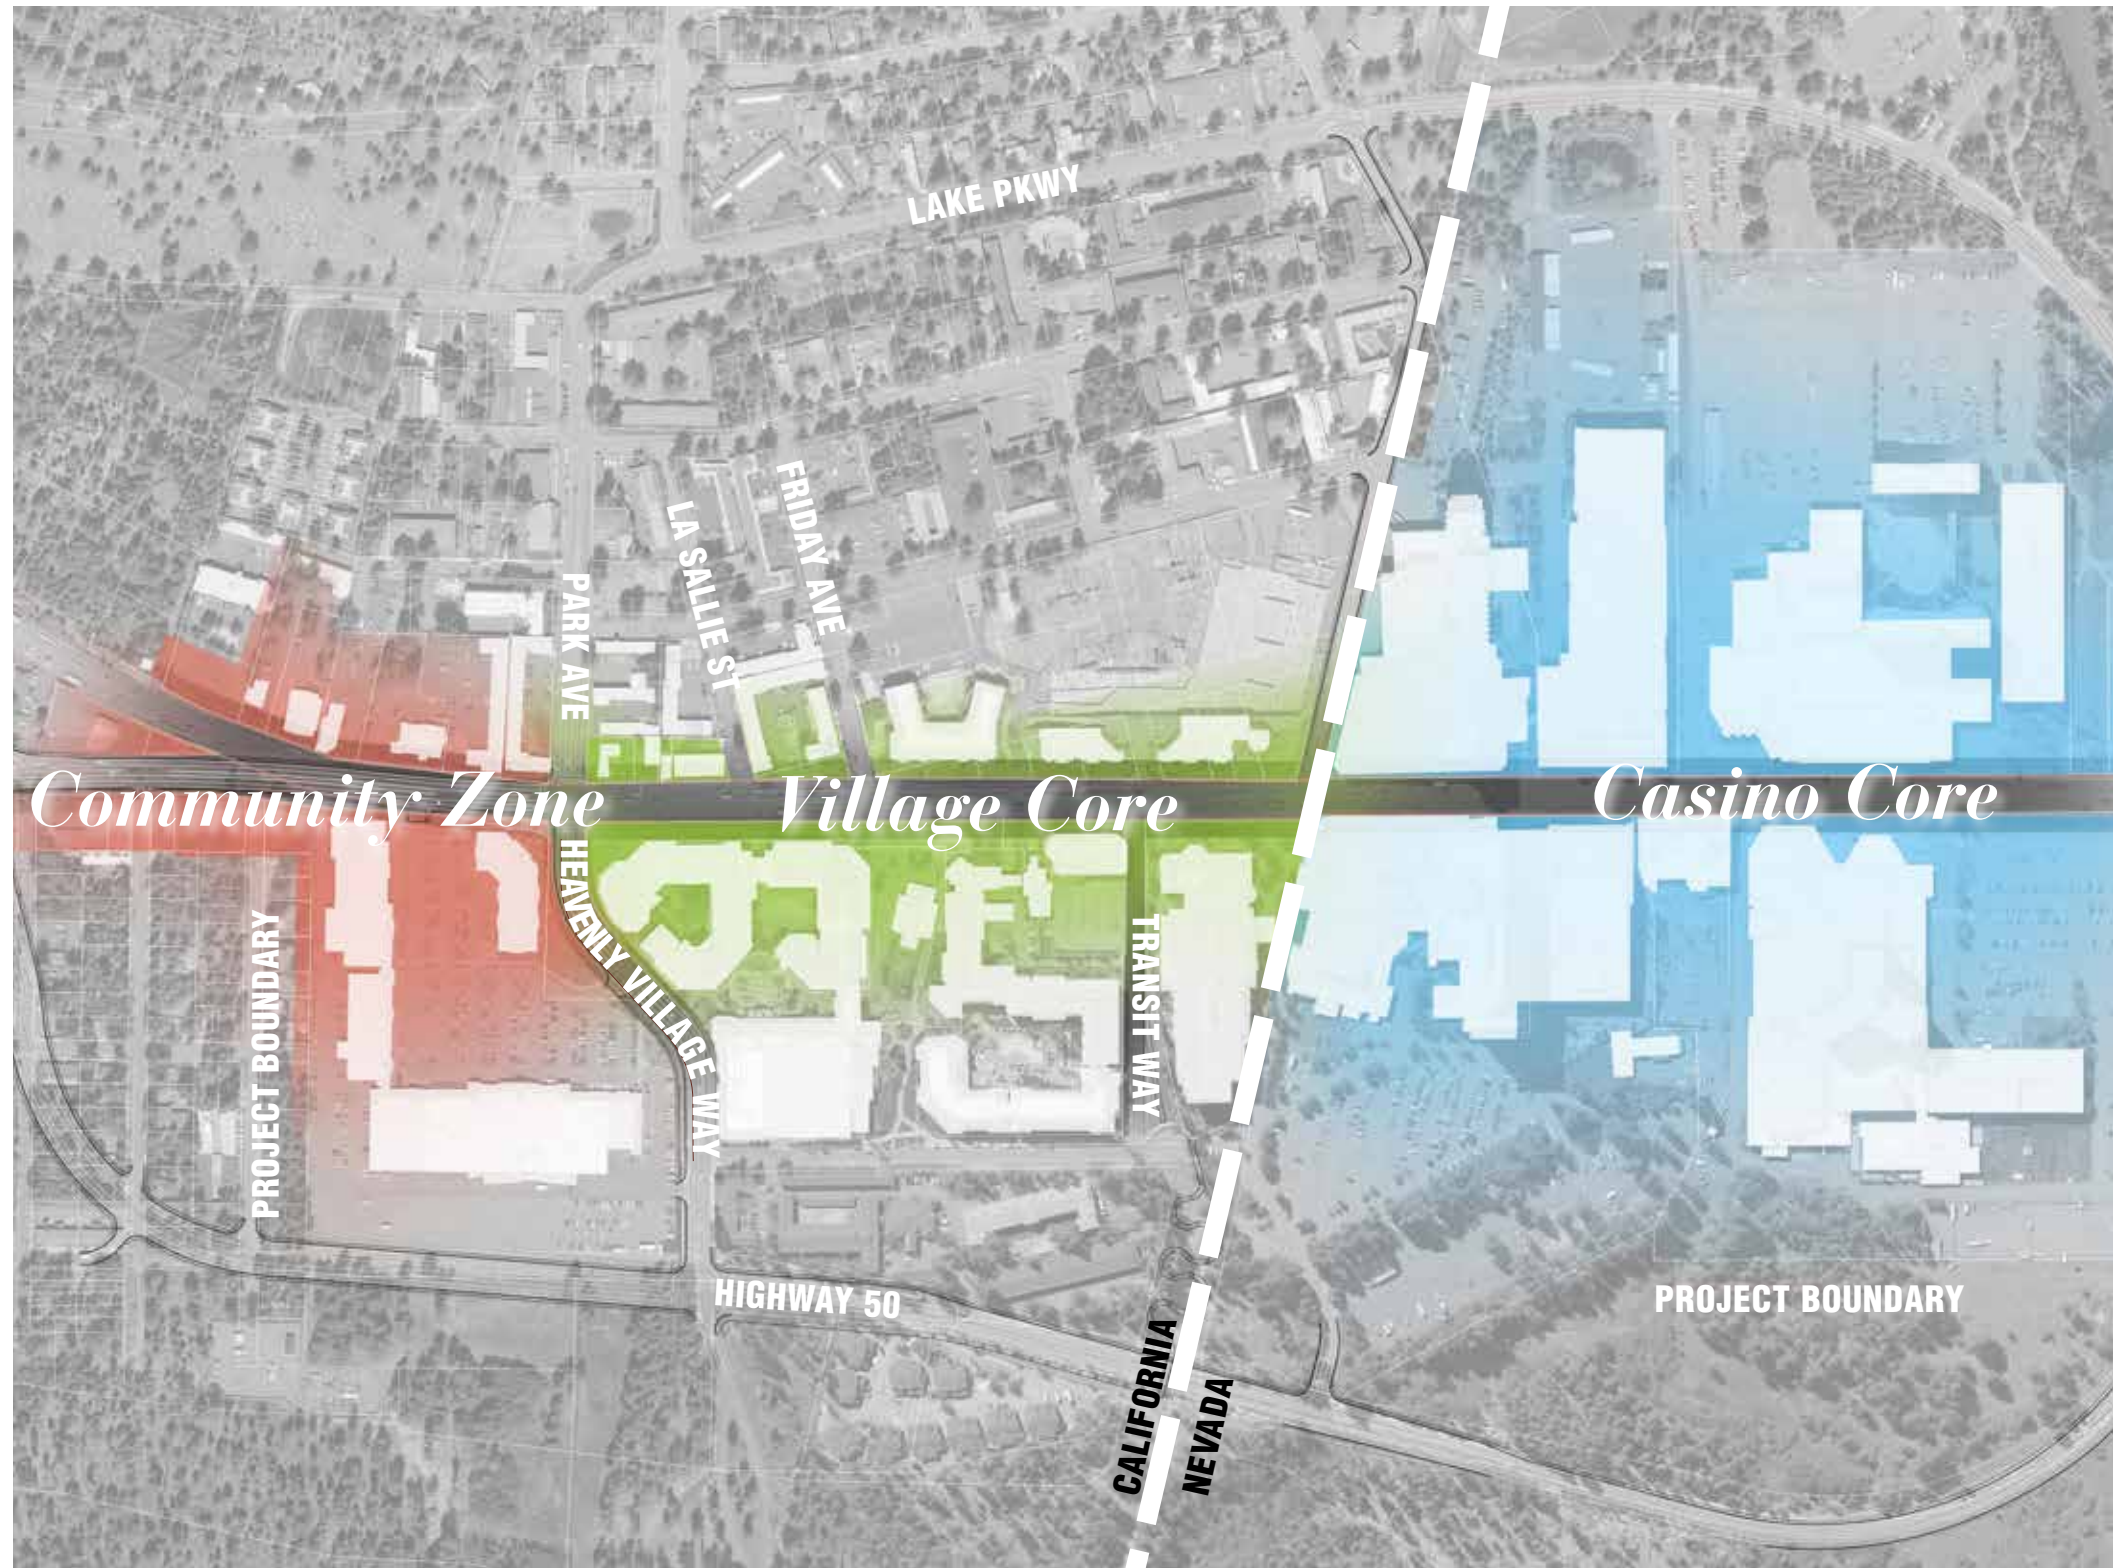 LAKE PKWY
FRIDAY AVE
LA SALLIE ST
PARK AVE
Community Zone
Village Core
Casino Core
HEAVENLY VILLAGE WAY
PROJECT BOUNDARY
TRANSIT WAY
HIGHWAY 50
PROJECT BOUNDARY
CALIFORNIA
NEVADA